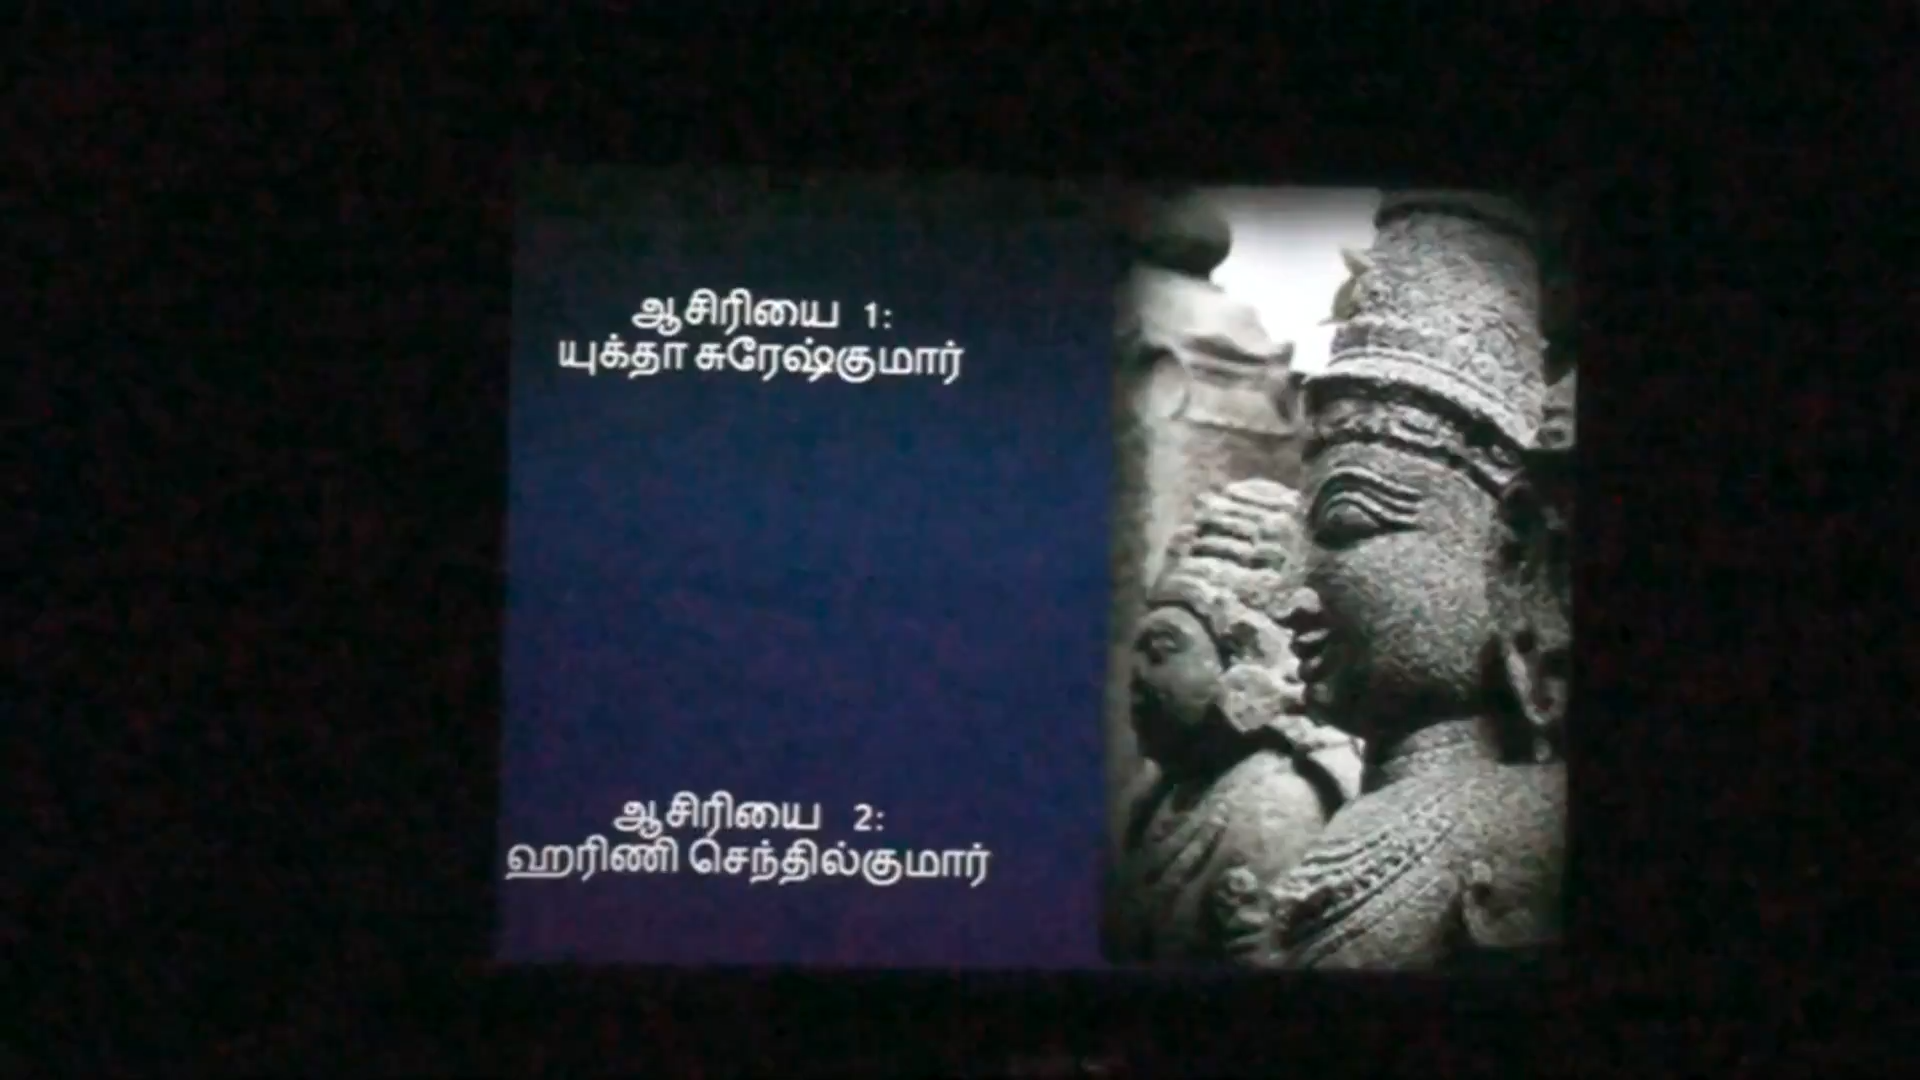 ஆசிரியை 1:
யுக்தா சுரேஷ்குமார்
ஆசிரியை 2:
ஹரிணி செந்தில்குமார்